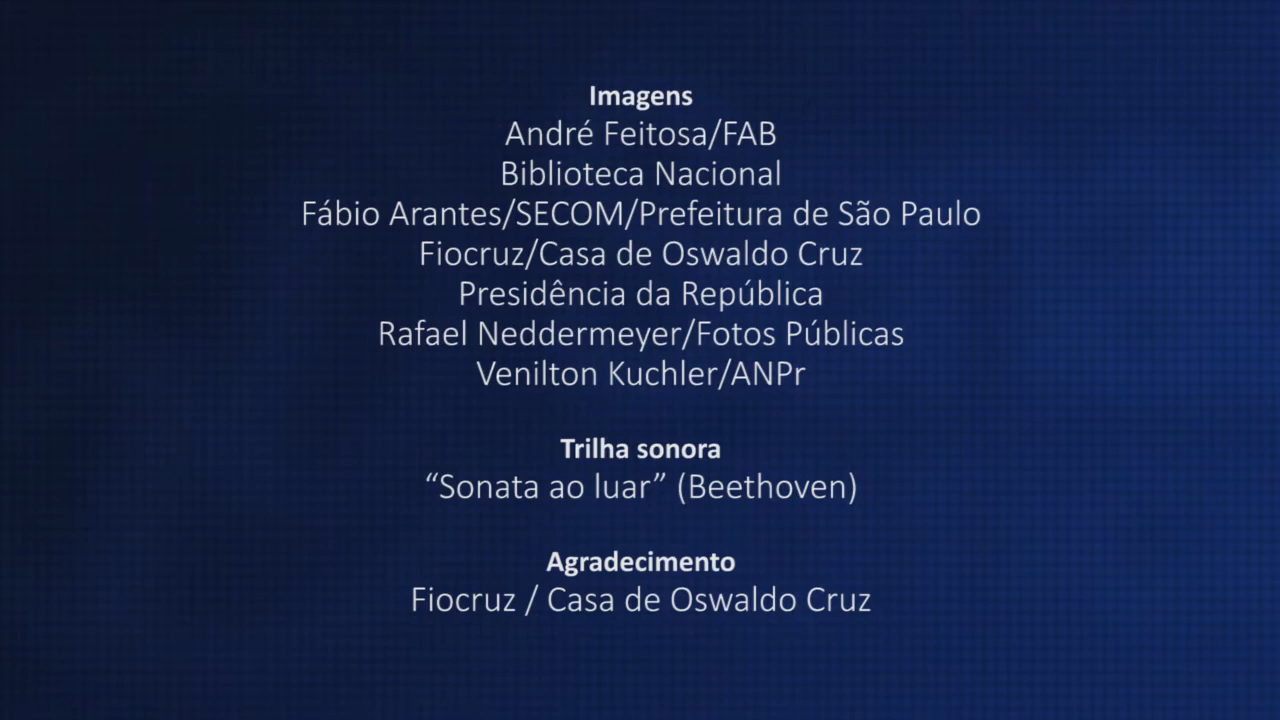 Imagens
André Feitosa/FAB
Biblioteca Nacional
Fábio Arantes/SECOM/Prefeitura de São Paulo
Fiocruz/Casa de Oswaldo Cruz
Presidência da República
Rafael Neddermeyer/Fotos Públicas
Venilton Kuchler/ANPr
Trilha sonora
“Sonata ao luar” (Beethoven)
Agradecimento
Fiocruz / Casa de Oswaldo Cruz